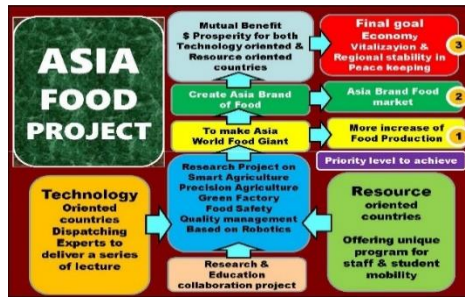 ASIA
FOOD
PROJECT
Mutual Benefit
$ Prosperity for both
Technology oriented &
Resource oriented
countries
Final goal
Economy
Vitalizayion &
Regional stability in
Peace keeping
3
Create Asia Brand
of Food
Asia Brand Food
market
2
To make Asia
World Food Giant
More increase of
Food Production
1
Priority level to achieve
Research Project on
Smart Agriculture
Precision Agriculture
Green Factory
Food Safety
Quality management
Based on Robotics
Technology
Oriented
countries
Dispatching
Experts to
deliver a series
of lecture
Resource
oriented
countries
Offering unique
program for
staff & student
mobility
Research &
Education
collaboration project